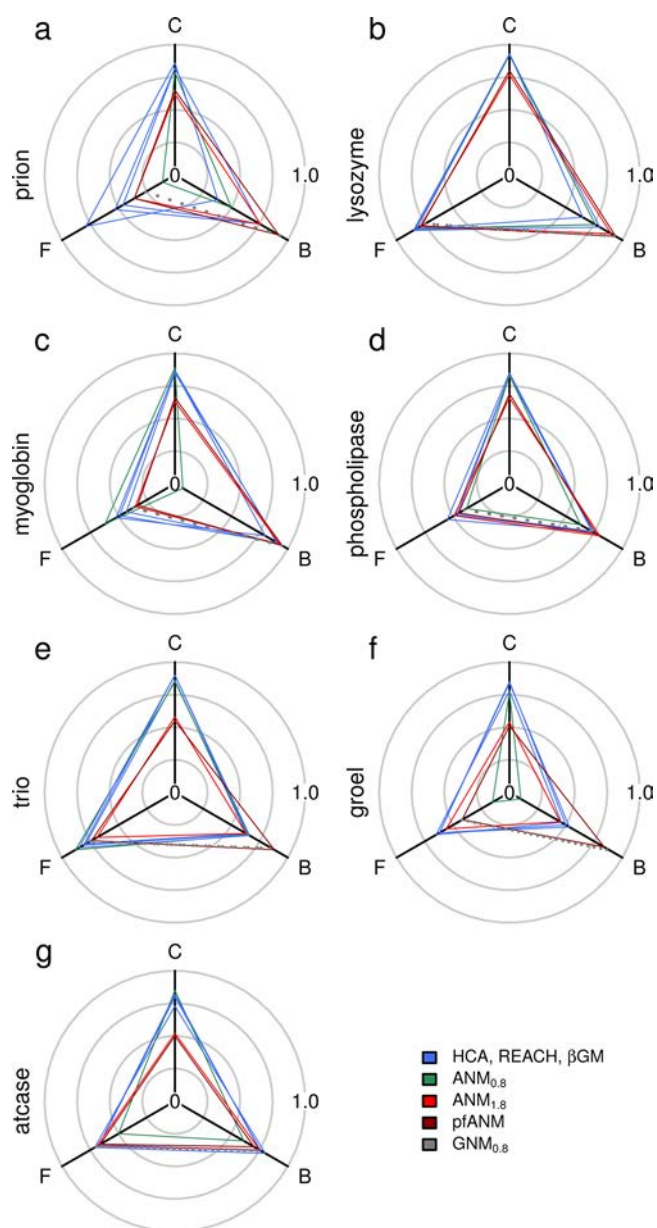 a
C
prion
0
1.0
F
B
b
C
lysozyme
0
1.0
F
B
c
C
myoglobin
0
1.0
F
B
d
C
phospholipase
0
1.0
F
B
e
C
trio
0
1.0
F
B
f
C
groel
0
1.0
F
B
g
C
atcase
0
1.0
F
B
HCA, REACH, βGM
ANM0.8
ANM1.8
pfANM
GNM0.8